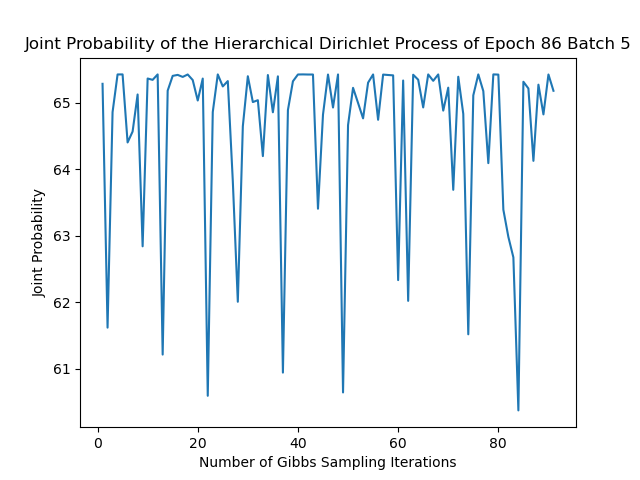 Joint Probability of the Hierarchical Dirichlet Process of Epoch 86 Batch 5
Joint Probability
65
64
63
62
61
0 20 40 60 80
Number of Gibbs Sampling Iterations